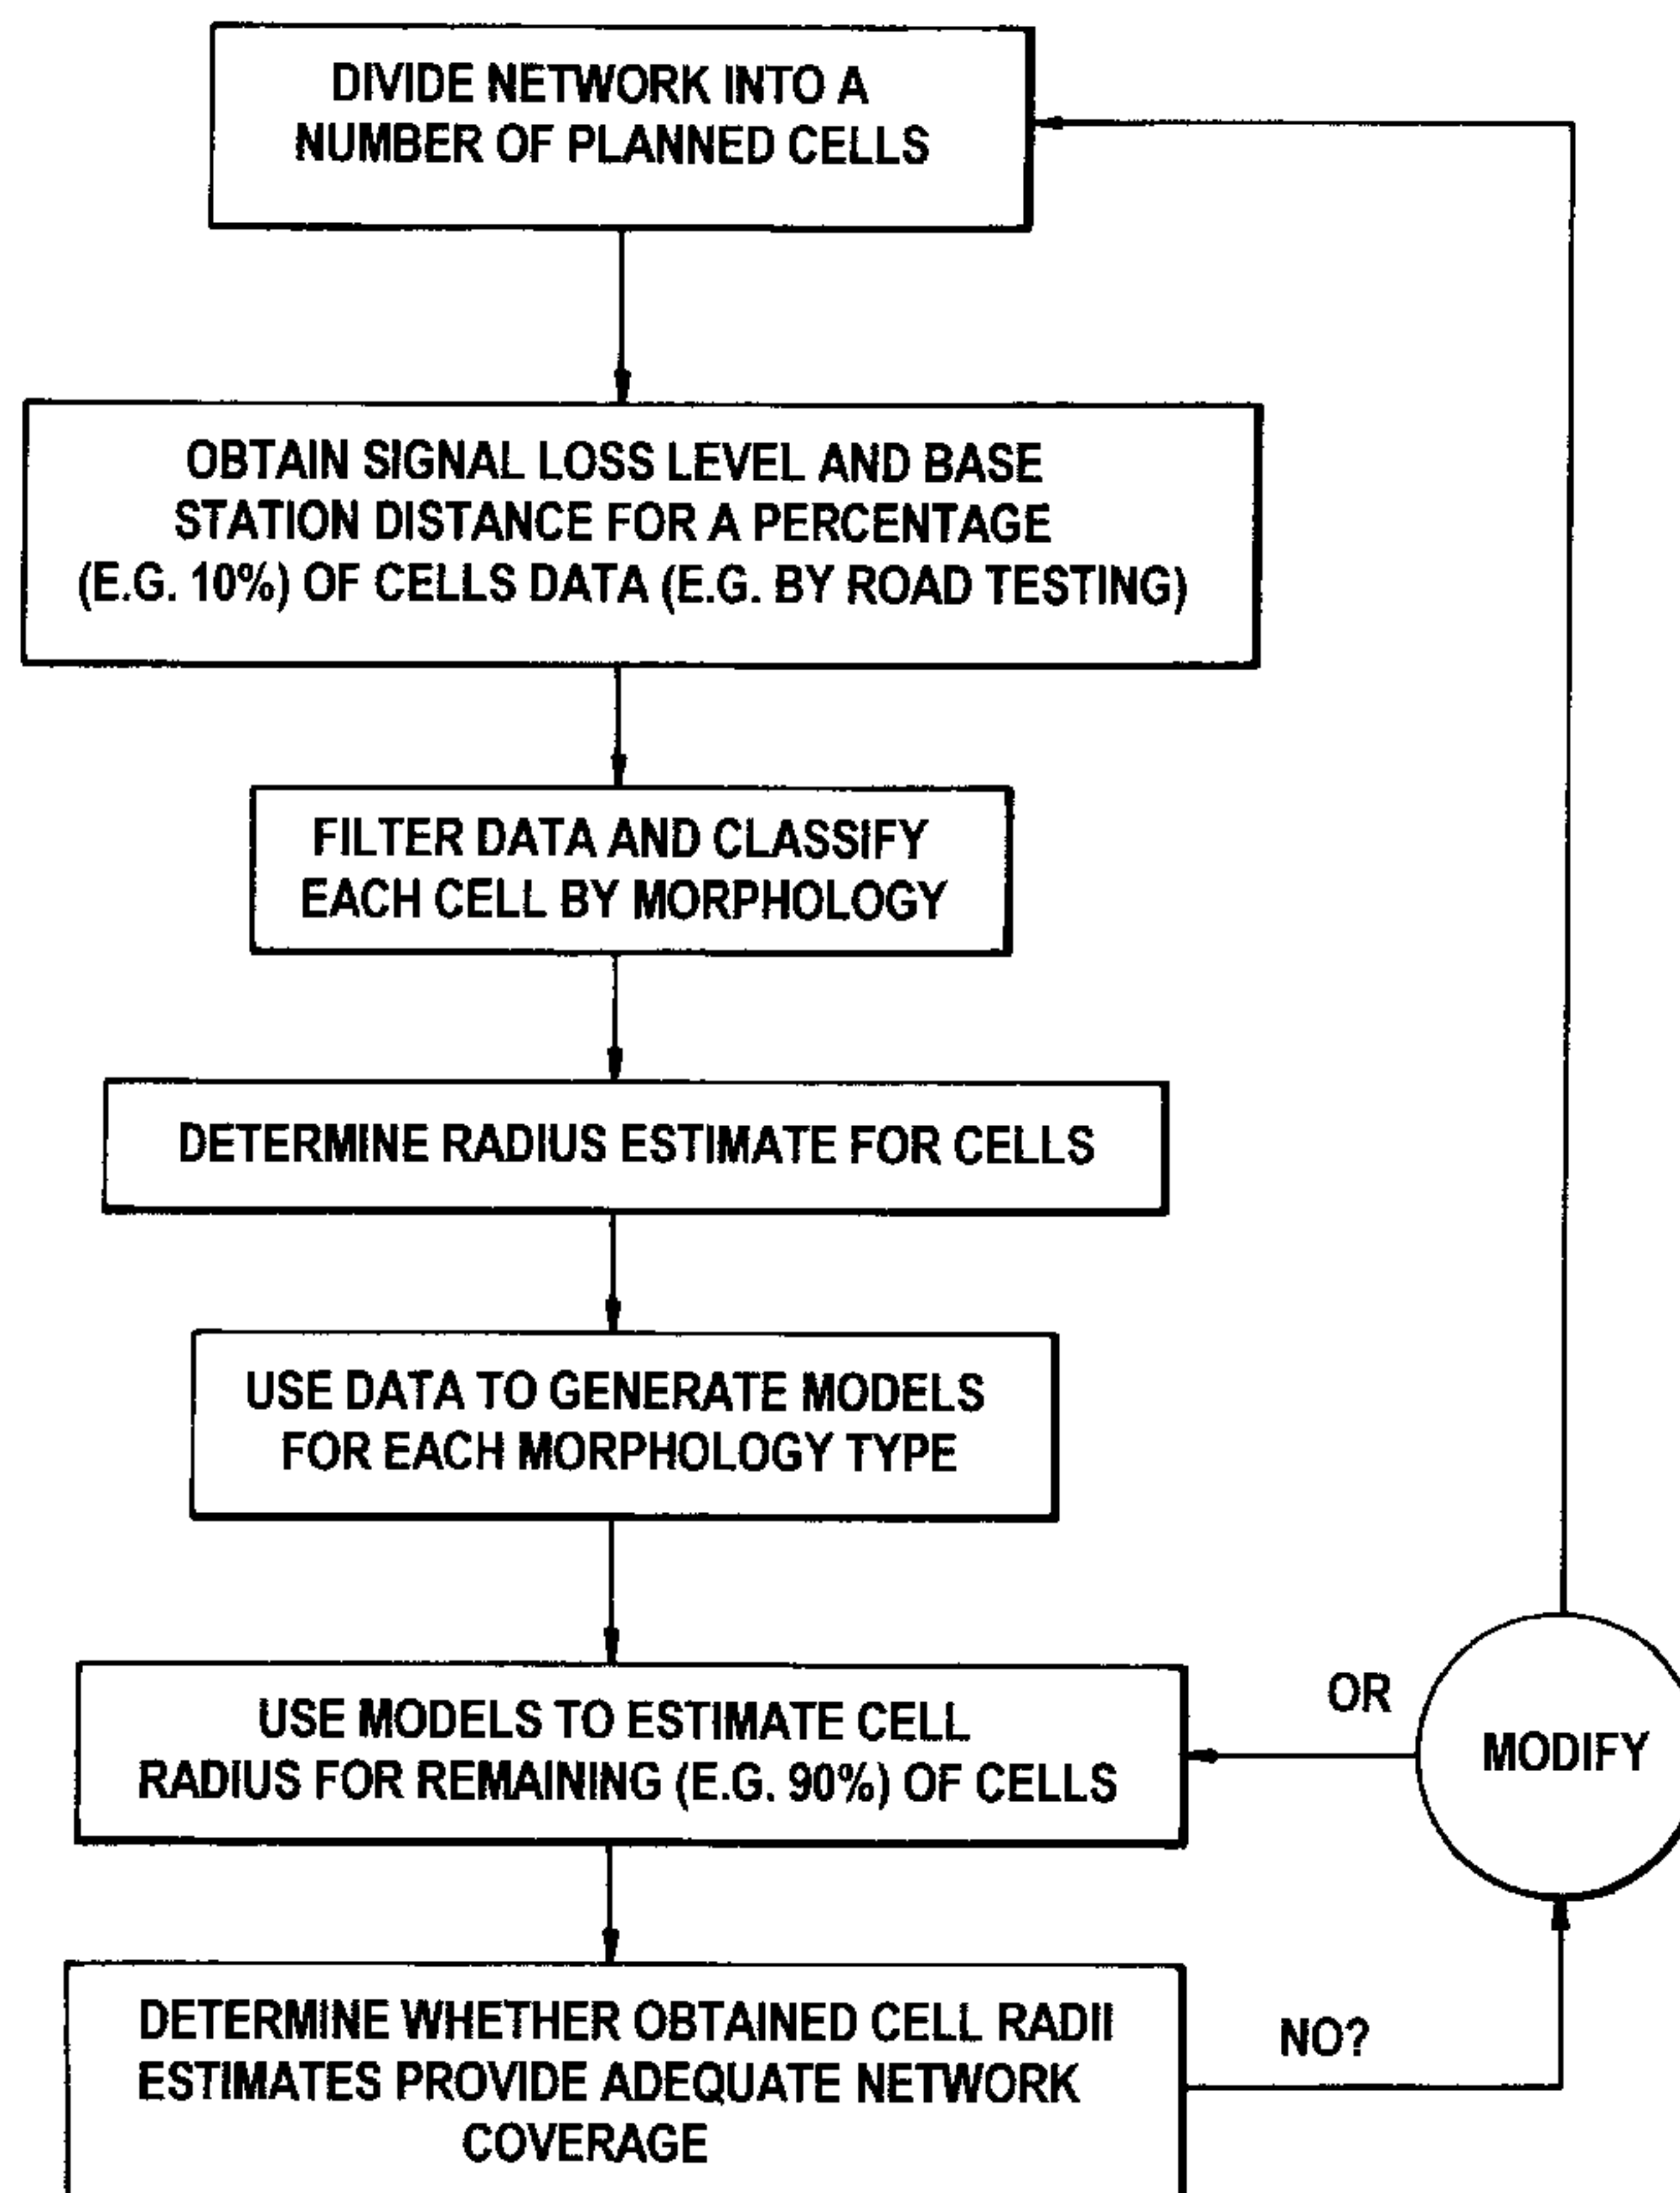 DIVIDE NETWORK INTO A
NUMBER OF PLANNED CELLS
OBTAIN SIGNAL LOSS LEVEL AND BASE
STATION DISTANCE FOR A PERCENTAGE
(E.G. 10%) OF CELLS DATA (E.G. BY ROAD TESTING)
FILTER DATA AND CLASSIFY
EACH CELL BY MORPHOLOGY
DETERMINE RADIUS ESTIMATE FOR CELLS
USE DATA TO GENERATE MODELS
FOR EACH MORPHOLOGY TYPE
USE MODELS TO ESTIMATE CELL
RADIUS FOR REMAINING (E.G. 90%) OF CELLS
OR
MODIFY
DETERMINE WHETHER OBTAINED CELL RADII
ESTIMATES PROVIDE ADEQUATE NETWORK
COVERAGE
NO?